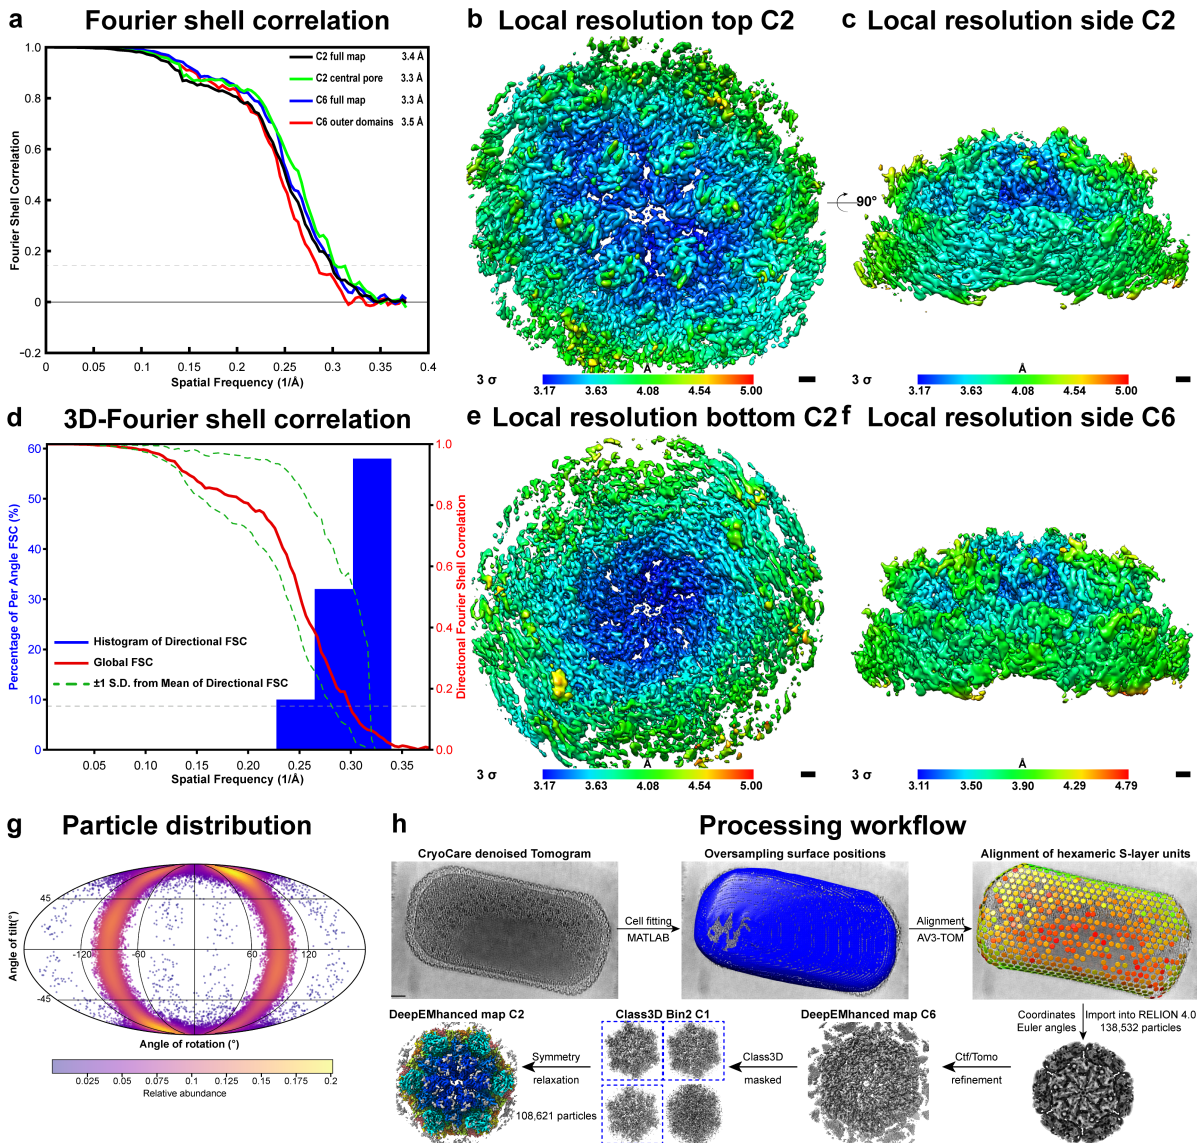 a Fourier shell correlation
1.0
0.8
0.6
0.4
0.2
0
−0.2
Fourier Shell Correlation
C2 full map 3.4 Å
C2 central pore 3.3 Å
C6 full map 3.3 Å
C6 outer domains 3.5 Å
0 0.05 0.1 0.15 0.2 0.25 0.3 0.35 0.4
Spatial Frequency (1/Å)
b Local resolution top C2
Å
3 σ
3.17 3.63 4.08 4.54 5.00
90°
c Local resolution side C2
Å
3 σ
3.17 3.63 4.08 4.54 5.00
d 3D-Fourier shell correlation
60
50
40
30
20
10
0
Percentage of Per Angle FSC (%)
1.0
0.8
0.6
0.4
0.2
0.0
Directional Fourier Shell Correlation
Histogram of Directional FSC
Global FSC
±1 S.D. from Mean of Directional FSC
0.05 0.10 0.15 0.20 0.25 0.30 0.35
Spatial Frequency (1/Å)
e Local resolution bottom C2
Å
3 σ
3.17 3.63 4.08 4.54 5.00
f Local resolution side C6
Å
3 σ
3.11 3.50 3.90 4.29 4.79
g Particle distribution
Angle of tilt(°)
45
-120 -60 60 120
-45
Angle of rotation (°)
0.025 0.05 0.075 0.1 0.125 0.15 0.175 0.2
Relative abundance
h Processing workflow
CryoCare denoised Tomogram
Cell fitting
MATLAB
Oversampling surface positions
Alignment
AV3-TOM
Alignment of hexameric S-layer units
Coordinates
Euler angles
Import into RELION 4.0
138,532 particles
Ctf/Tomo
refinement
DeepEMhanced map C6
Class3D
masked
Class3D Bin2 C1
Symmetry
relaxation
108,621 particles
DeepEMhanced map C2